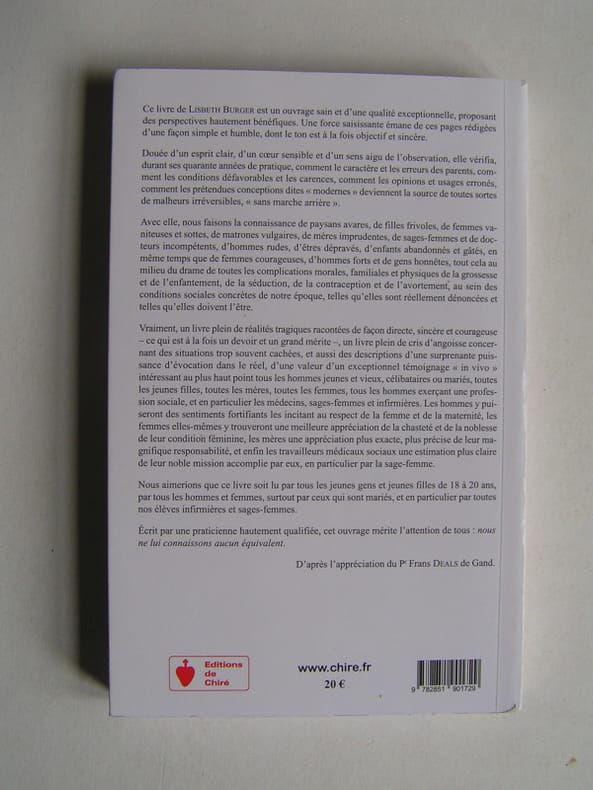 Ce livre de LISBETH BURGER est un ouvrage sain et d'une qualité exceptionnelle, proposant
des perspectives hautement bénéfiques. Une force saisissante émane de ces pages rédigées
d'une façon simple et humble, dont le ton est à la fois objectif et sincère.
Douée d'un esprit clair, d'un cœur sensible et d'un sens aigu de l'observation, elle vérifia,
durant ses quarante années de pratique, comment le caractère et les erreurs des parents, com-
ment les conditions défavorables et les carences, comment les opinions et usages erronés,
comment les prétendues conceptions dites « modernes » deviennent la source de toutes sortes
de malheurs irréversibles, « sans marche arrière ».
Avec elle, nous faisons la connaissance de paysans avares, de filles frivoles, de femmes va-
niteuses et sottes, de matrones vulgaires, de mères imprudentes, de sages-femmes et de doc-
teurs incompétents, d'hommes rudes, d'êtres dépravés, d'enfants abandonnés et gâtés, en
même temps que de femmes courageuses, d'hommes forts et de gens honnêtes, tout cela au
milieu du drame de toutes les complications morales, familiales et physiques de la grossesse
et de l'enfantement, de la séduction, de la contraception et de l'avortement, au sein des
conditions sociales concrètes de notre époque, telles qu'elles sont réellement dénoncées et
telles qu'elles doivent l'être.
Vraiment, un livre plein de réalités tragiques racontées de façon directe, sincère et courageuse
– ce qui est à la fois un devoir et un grand mérite –, un livre plein de cris d'angoisse concer-
nant des situations trop souvent cachées, et aussi des descriptions d'une surprenante puis-
sance d'évocation dans le réel, d'une valeur d'un exceptionnel témoignage « in vivo »
intéressant au plus haut point tous les hommes jeunes et vieux, célibataires ou mariés, toutes
les jeunes filles, toutes les mères, toutes les femmes, tous les hommes exerçant une profes-
sion sociale, et en particulier les médecins, sages-femmes et infirmières. Les hommes y pui-
seront des sentiments fortifiants les incitant au respect de la femme et de la maternité, les
femmes elles-mêmes y trouveront une meilleure appréciation de la chasteté et de la noblesse
de leur condition féminine, les mères une appréciation plus exacte, plus précise de leur ma-
gnifique responsabilité, et enfin les travailleurs médicaux sociaux une estimation plus claire
de leur noble mission accomplie par eux, en particulier par la sage-femme.
Nous aimerions que ce livre soit lu par tous les jeunes gens et jeunes filles de 18 à 20 ans,
par tous les hommes et femmes, surtout par ceux qui sont mariés, et en particulier par toutes
nos élèves infirmières et sages-femmes.
Écrit par une praticienne hautement qualifiée, cet ouvrage mérite l'attention de tous : nous
ne lui connaissons aucun équivalent.
D'après l'appréciation du Pr Frans DEALS de Gand.
Editions
de
Chiré
www.chire.fr
20 €
9 782851 901729